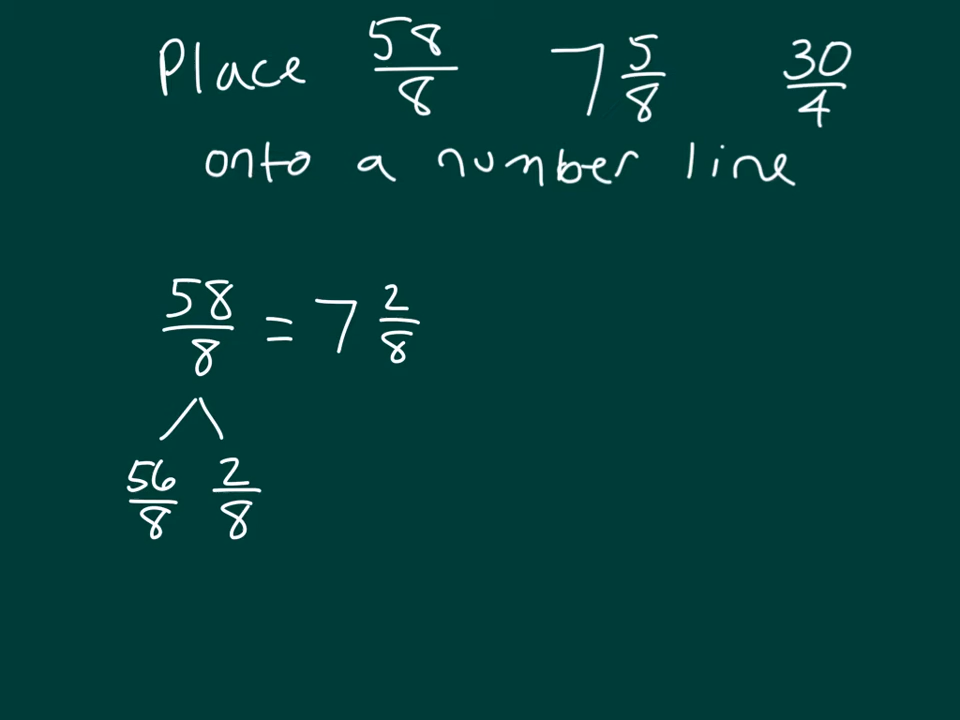 Place 58/8 7 5/8 30/4
onto a number line
58/8 = 7 2/8
56/8 2/8